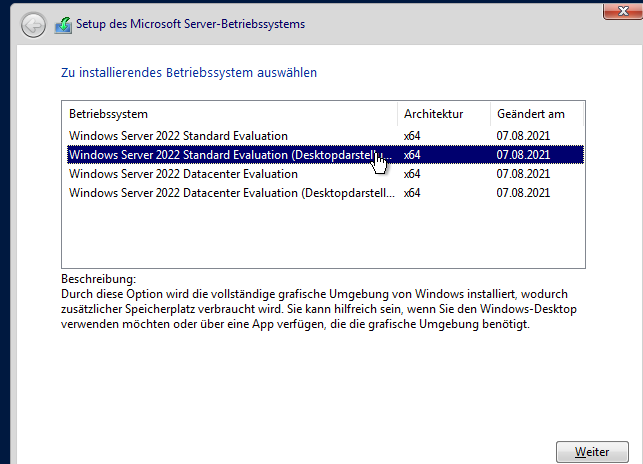 Setup des Microsoft Server-Betriebssystems
Zu installierendes Betriebssystem auswählen
Betriebssystem Architektur Geändert am
Windows Server 2022 Standard Evaluation x64 07.08.2021
Windows Server 2022 Standard Evaluation (Desktopdarstellu... x64 07.08.2021
Windows Server 2022 Datacenter Evaluation x64 07.08.2021
Windows Server 2022 Datacenter Evaluation (Desktopdarstell... x64 07.08.2021
Beschreibung:
Durch diese Option wird die vollständige grafische Umgebung von Windows installiert, wodurch
zusätzlicher Speicherplatz verbraucht wird. Sie kann hilfreich sein, wenn Sie den Windows-Desktop
verwenden möchten oder über eine App verfügen, die die grafische Umgebung benötigt.
Weiter